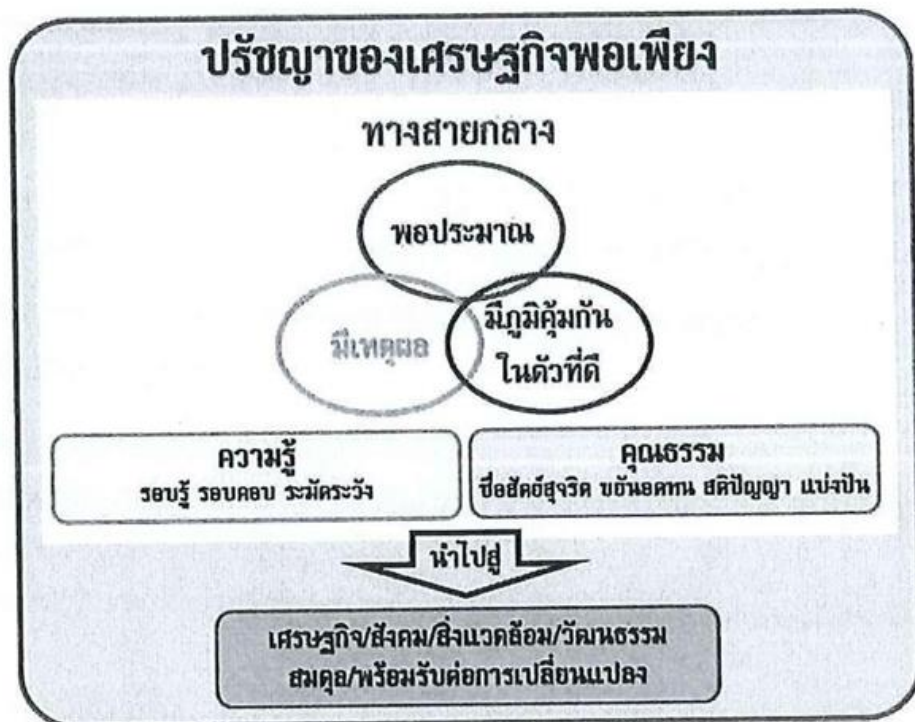 ปรัชญาของเศรษฐกิจพอเพียง
ทางสายกลาง
พอประมาณ
มีเหตุผล
มีภูมิคุ้มกัน
ในตัวที่ดี
ความรู้
รอบรู้ รอบคอบ ระมัดระวัง
คุณธรรม
ซื่อสัตย์สุจริต ขยันอดทน สติปัญญา แบ่งปัน
นำไปสู่
เศรษฐกิจ/สังคม/สิ่งแวดล้อม/วัฒนธรรม
สมดุล/พร้อมรับต่อการเปลี่ยนแปลง